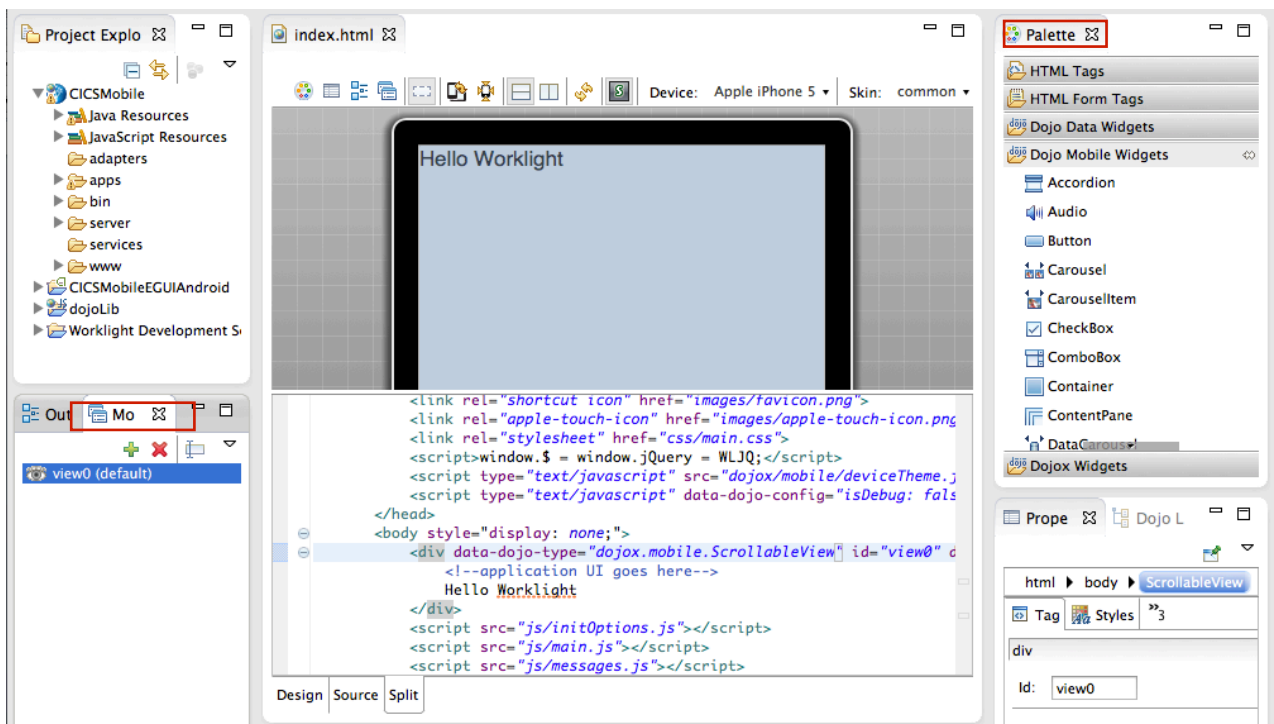 Project Explo
CICSMobile
Java Resources
JavaScript Resources
adapters
apps
bin
server
services
www
CICSMobileEGUIAndroid
dojoLib
Worklight Development S
Out
Mo
view0 (default)
index.html
Device: Apple iPhone 5 Skin: common
Hello Worklight
<link rel="shortcut icon" href="images/favicon.png">
<link rel="apple-touch-icon" href="images/apple-touch-icon.png
<link rel="stylesheet" href="css/main.css">
<script>window.$ = window.jQuery = WLJQ;</script>
<script type="text/javascript" src="dojox/mobile/deviceTheme.j
<script type="text/javascript" data-dojo-config="isDebug: fals
</head>
<body style="display: none;">
<div data-dojo-type="dojox.mobile.ScrollableView" id="view0" d
<!--application UI goes here-->
Hello Worklight
</div>
<script src="js/initOptions.js"></script>
<script src="js/main.js"></script>
<script src="js/messages.js"></script>
Design Source Split
Palette
HTML Tags
HTML Form Tags
Dojo Data Widgets
Dojo Mobile Widgets
Accordion
Audio
Button
Carousel
CarouselItem
CheckBox
ComboBox
Container
ContentPane
DataCarousel
Dojox Widgets
Prope Dojo L
html body ScrollableView
Tag Styles »3
div
Id: view0